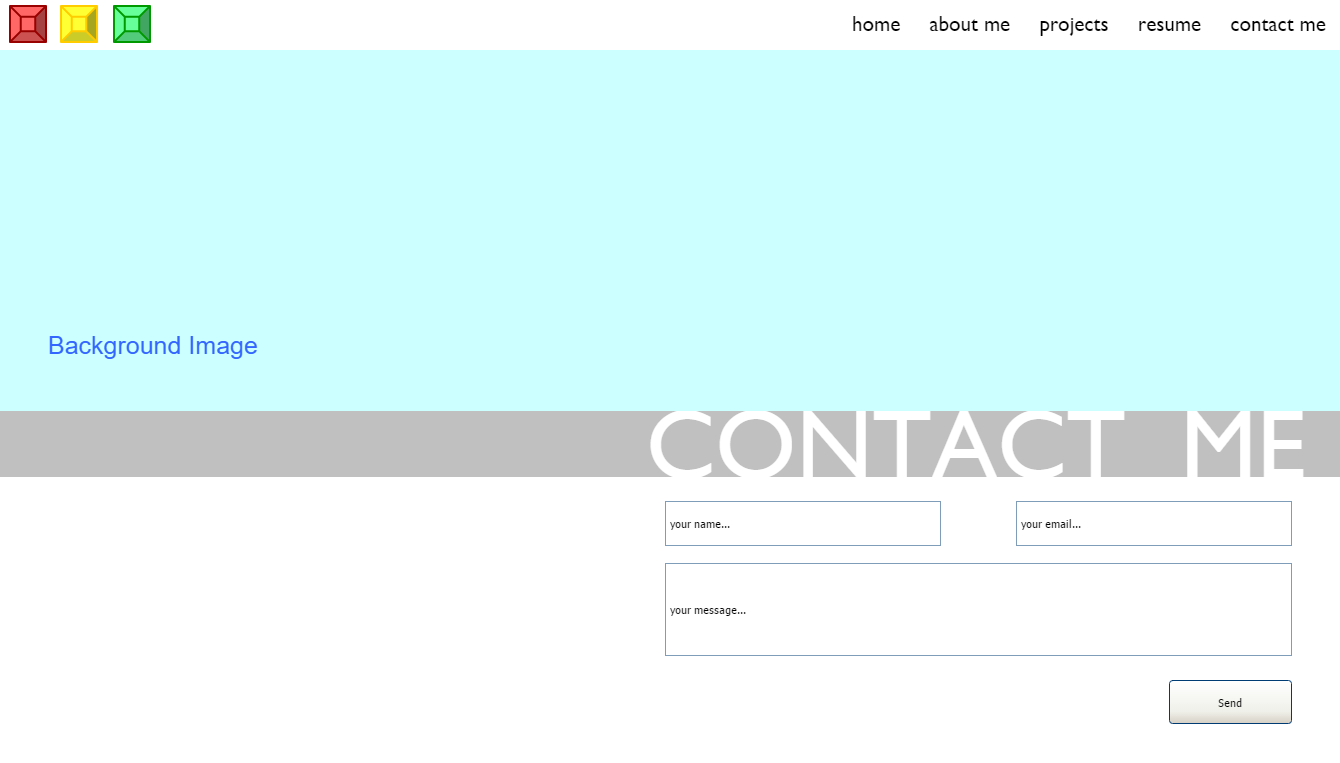 home about me projects resume contact me
Background Image
CONTACT ME
your name... your email...
your message...
Send